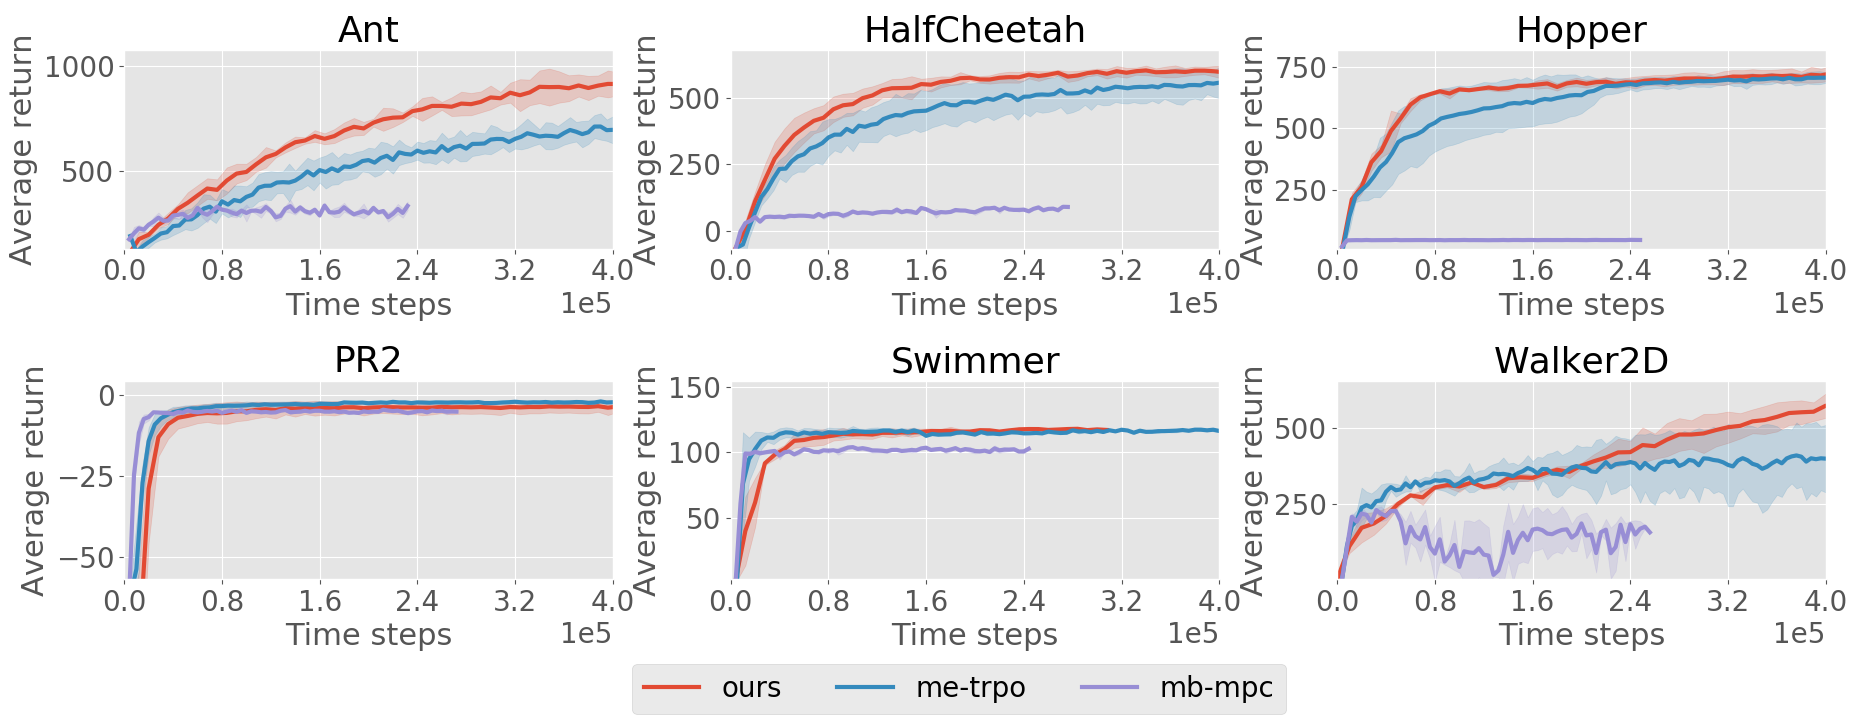 Ant
HalfCheetah
Hopper
Average return
1000
500
0.0 0.8 1.6 2.4 3.2 4.0
Time steps
1e5
Average return
500
250
0
0.0 0.8 1.6 2.4 3.2 4.0
Time steps
1e5
Average return
750
500
250
0.0 0.8 1.6 2.4 3.2 4.0
Time steps
1e5
PR2
Swimmer
Walker2D
Average return
0
−25
−50
0.0 0.8 1.6 2.4 3.2 4.0
Time steps
1e5
Average return
150
100
50
0.0 0.8 1.6 2.4 3.2 4.0
Time steps
1e5
Average return
500
250
0.0 0.8 1.6 2.4 3.2 4.0
Time steps
1e5
ours me-trpo mb-mpc